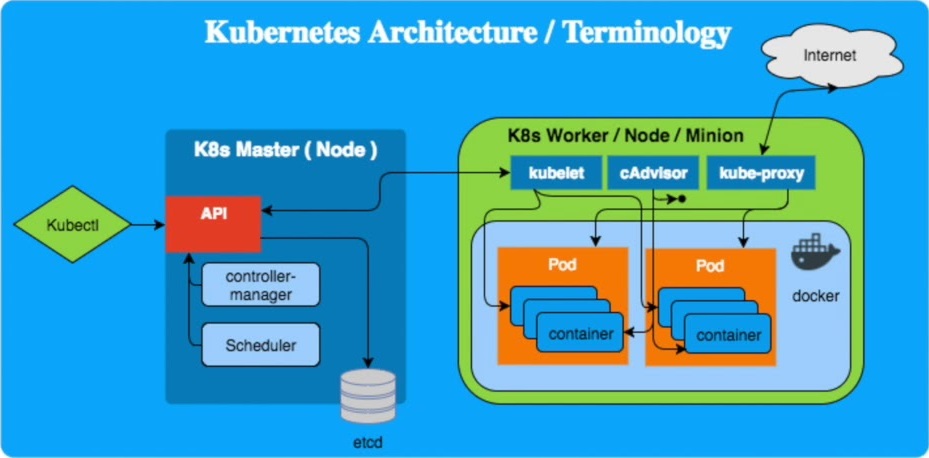 Kubernetes Architecture / Terminology
Internet
K8s Worker / Node / Minion
K8s Master ( Node )
kubelet
cAdvisor
kube-proxy
API
Kubectl
Pod
Pod
controller-
manager
docker
container
container
Scheduler
etcd